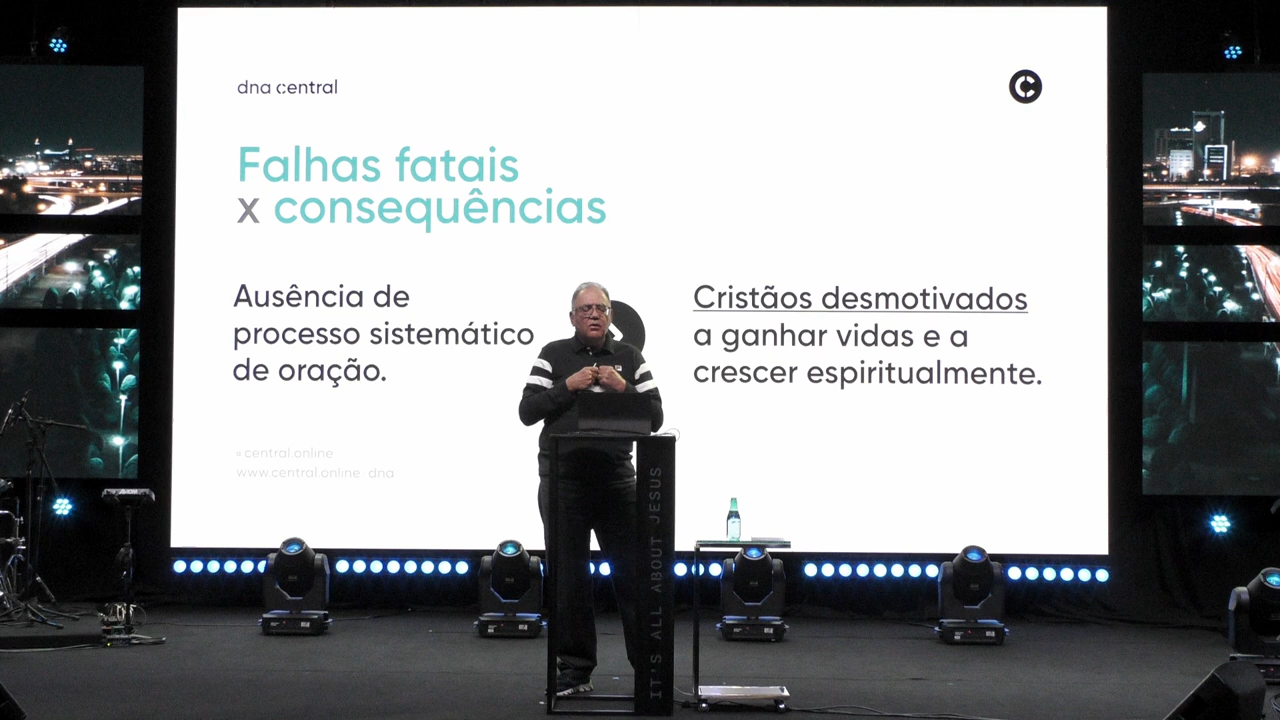 dna central
Falhas fatais
x consequências
Ausência de
processo sistemático
de oração.
Cristãos desmotivados
a ganhar vidas e a
crescer espiritualmente.
central.online
www.central.online dna
IT'S ALL ABOUT JESUS